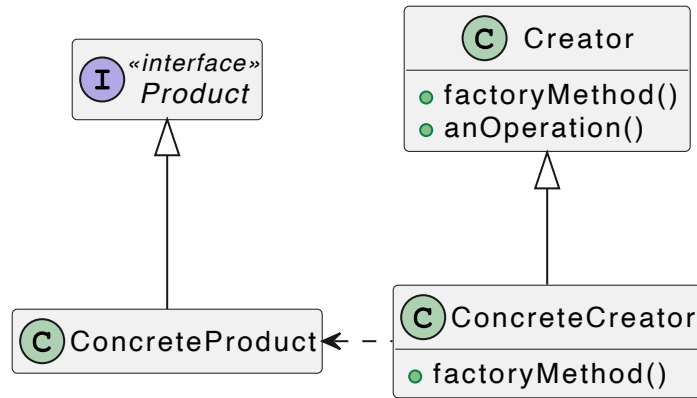 I
«interface»
Product
C
Creator
factoryMethod()
anOperation()
C
ConcreteProduct
C
ConcreteCreator
factoryMethod()